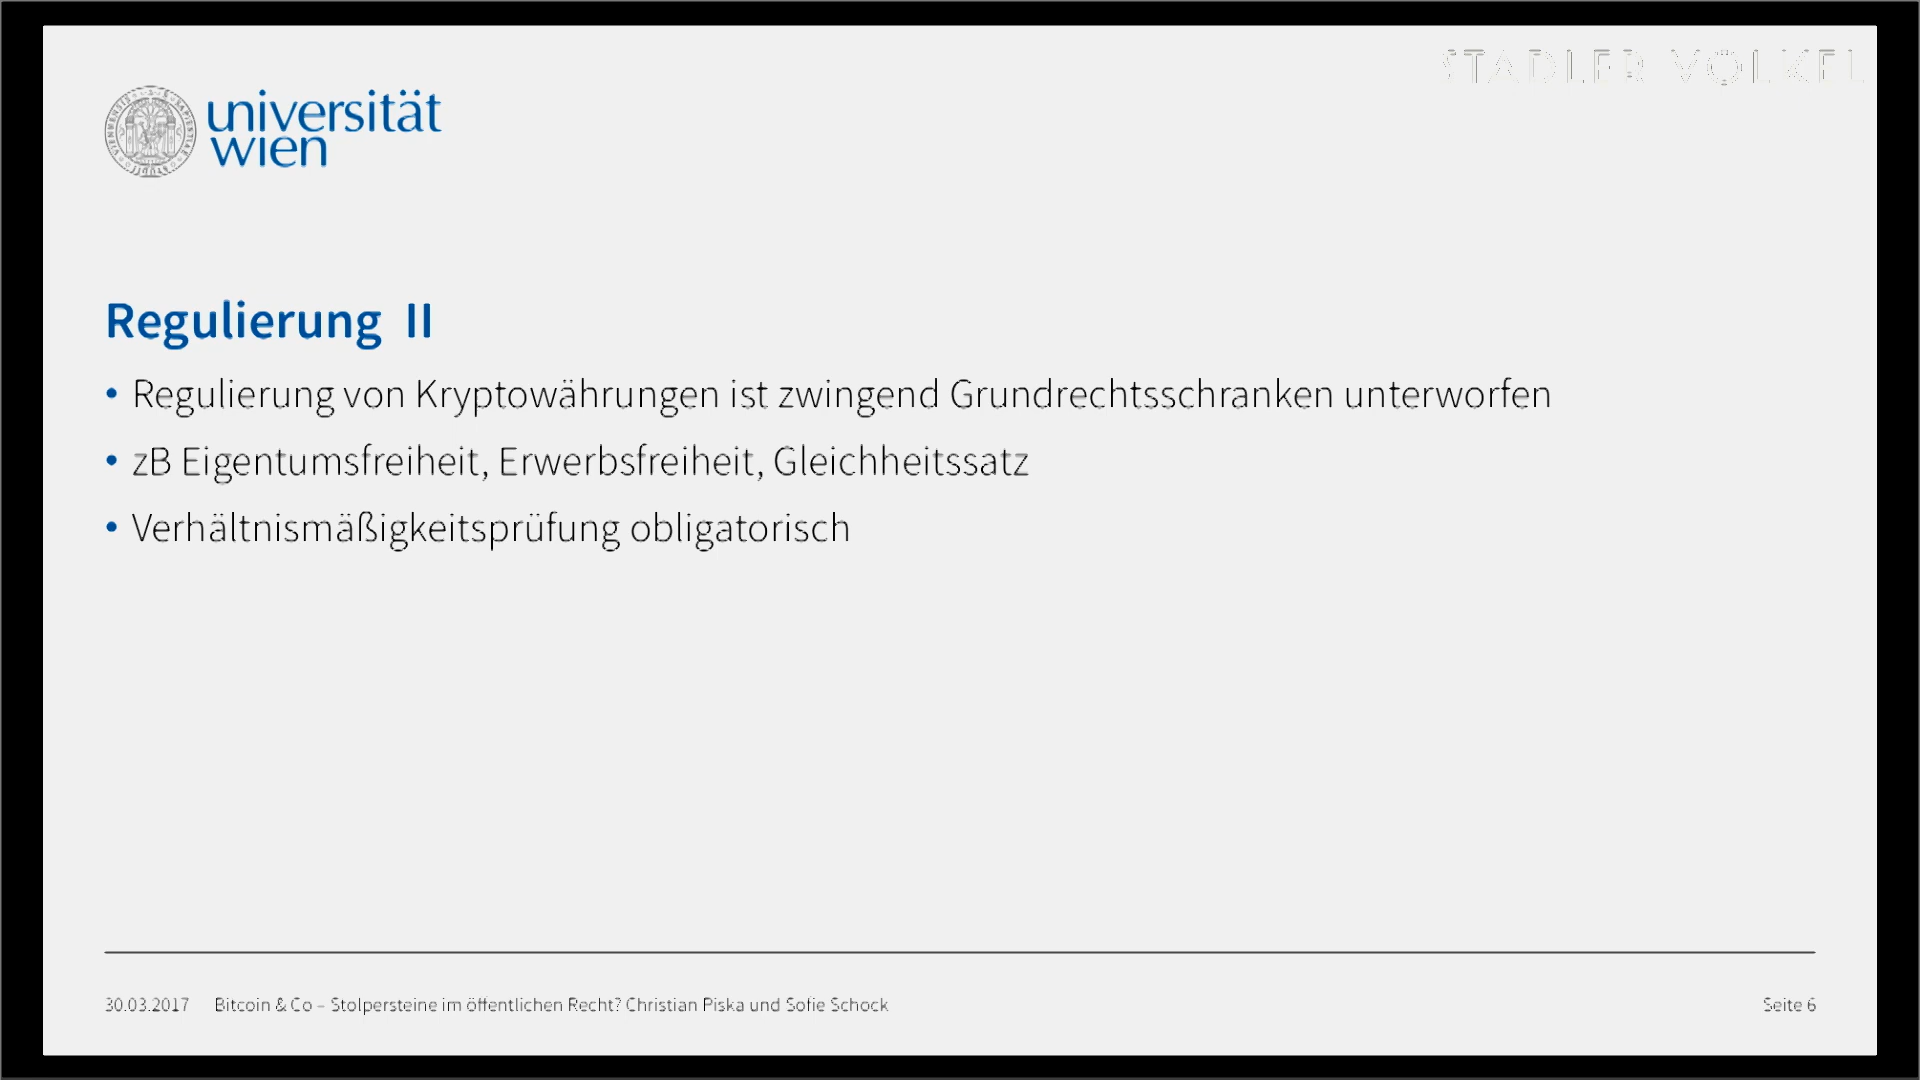 STADLER VÖLKEL
universität
wien
Regulierung II
• Regulierung von Kryptowährungen ist zwingend Grundrechtsschranken unterworfen
• zB Eigentumsfreiheit, Erwerbsfreiheit, Gleichheitssatz
• Verhältnismäßigkeitsprüfung obligatorisch
30.03.2017 Bitcoin & Co – Stolpersteine im öffentlichen Recht? Christian Piska und Sofie Schock Seite 6